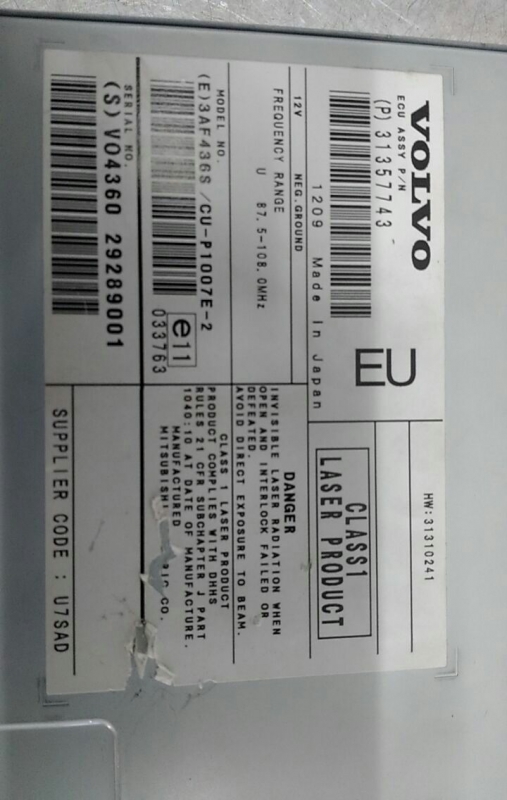 VOLVO
ECU ASSY P/N
(P) 31357743
DE
HW:31310241
1209 Made In Japan
CLASS1
LASER PRODUCT
12V NEG.GROUND
FREQUENCY RANGE
U 87.5-108.0MHz
DANGER
INVISIBLE LASER RADIATION WHEN
OPEN AND INTERLOCK FAILED OR
DEFEATED.
AVOID DIRECT EXPOSURE TO BEAM.
MODEL NO.
(E)3AF436S /CU-P1007E-2
e11
033763
CLASS 1 LASER PRODUCT
PRODUCT COMPLIES WITH DHHS
RULES 21 CFR SUBCHAPTER J PART
1040:10 AT DATE OF MANUFACTURE.
MANUFACTURED
MITSUBISH CO.
SERIAL NO.
(S) V04360 29289001
SUPPLIER CODE : U7SAD